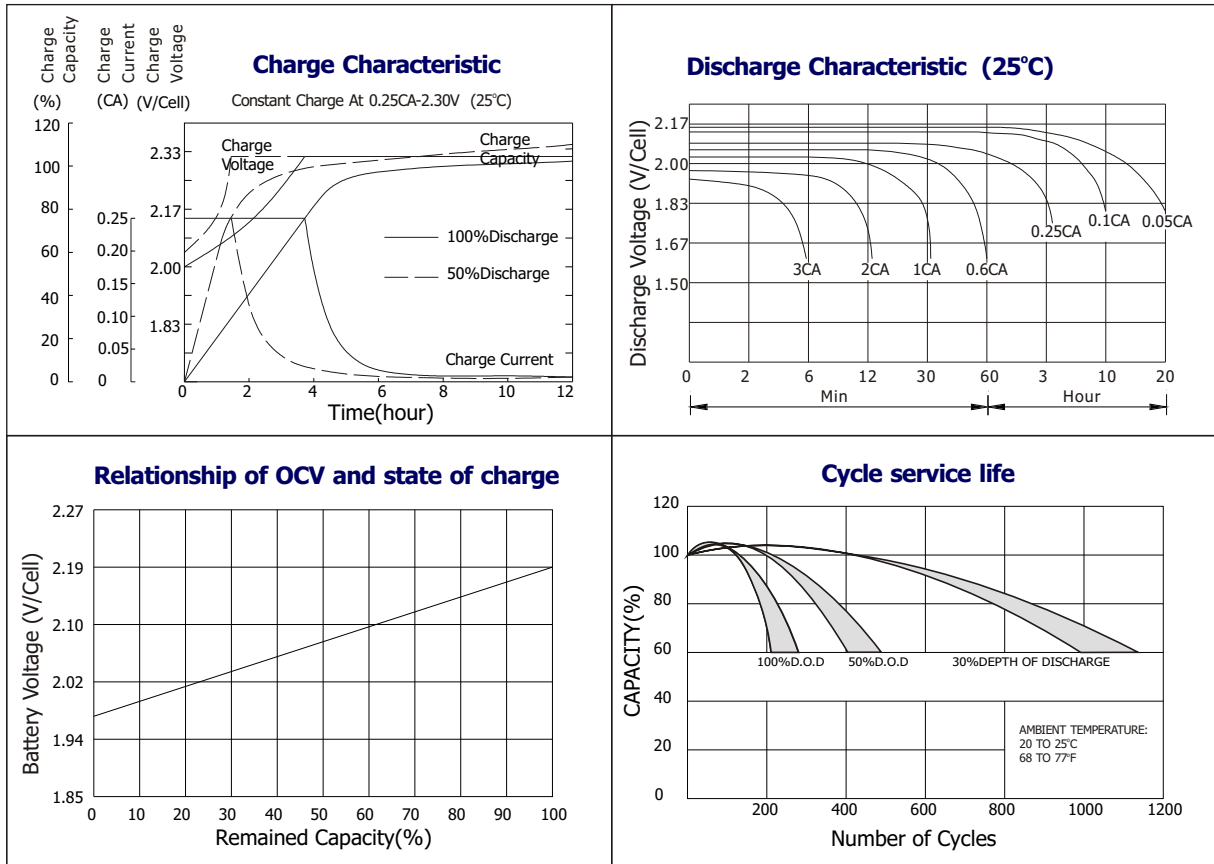 Charge Capacity
Charge Current
Charge Voltage
(%) (CA) (V/Cell)
Charge Characteristic
Constant Charge At 0.25CA-2.30V (25°C)
120
100
80
60
40
20
0
0.25
0.20
0.15
0.10
0.05
0
2.33
2.17
2.00
1.83
Charge Voltage
Charge Capacity
100%Discharge
50%Discharge
Charge Current
0 2 4 6 8 10 12
Time(hour)
Discharge Characteristic (25°C)
Discharge Voltage (V/Cell)
2.17
2.00
1.83
1.67
1.50
3CA 2CA 1CA 0.6CA 0.25CA 0.1CA 0.05CA
0 2 6 12 30 60 3 10 20
Min Hour
Relationship of OCV and state of charge
Battery Voltage (V/Cell)
2.27
2.19
2.10
2.02
1.94
1.85
0 10 20 30 40 50 60 70 80 90 100
Remained Capacity(%)
Cycle service life
CAPACITY(%)
120
100
80
60
40
20
0
100%D.O.D 50%D.O.D 30%DEPTH OF DISCHARGE
AMBIENT TEMPERATURE:
20 TO 25°C
68 TO 77°F
200 400 600 800 1000 1200
Number of Cycles